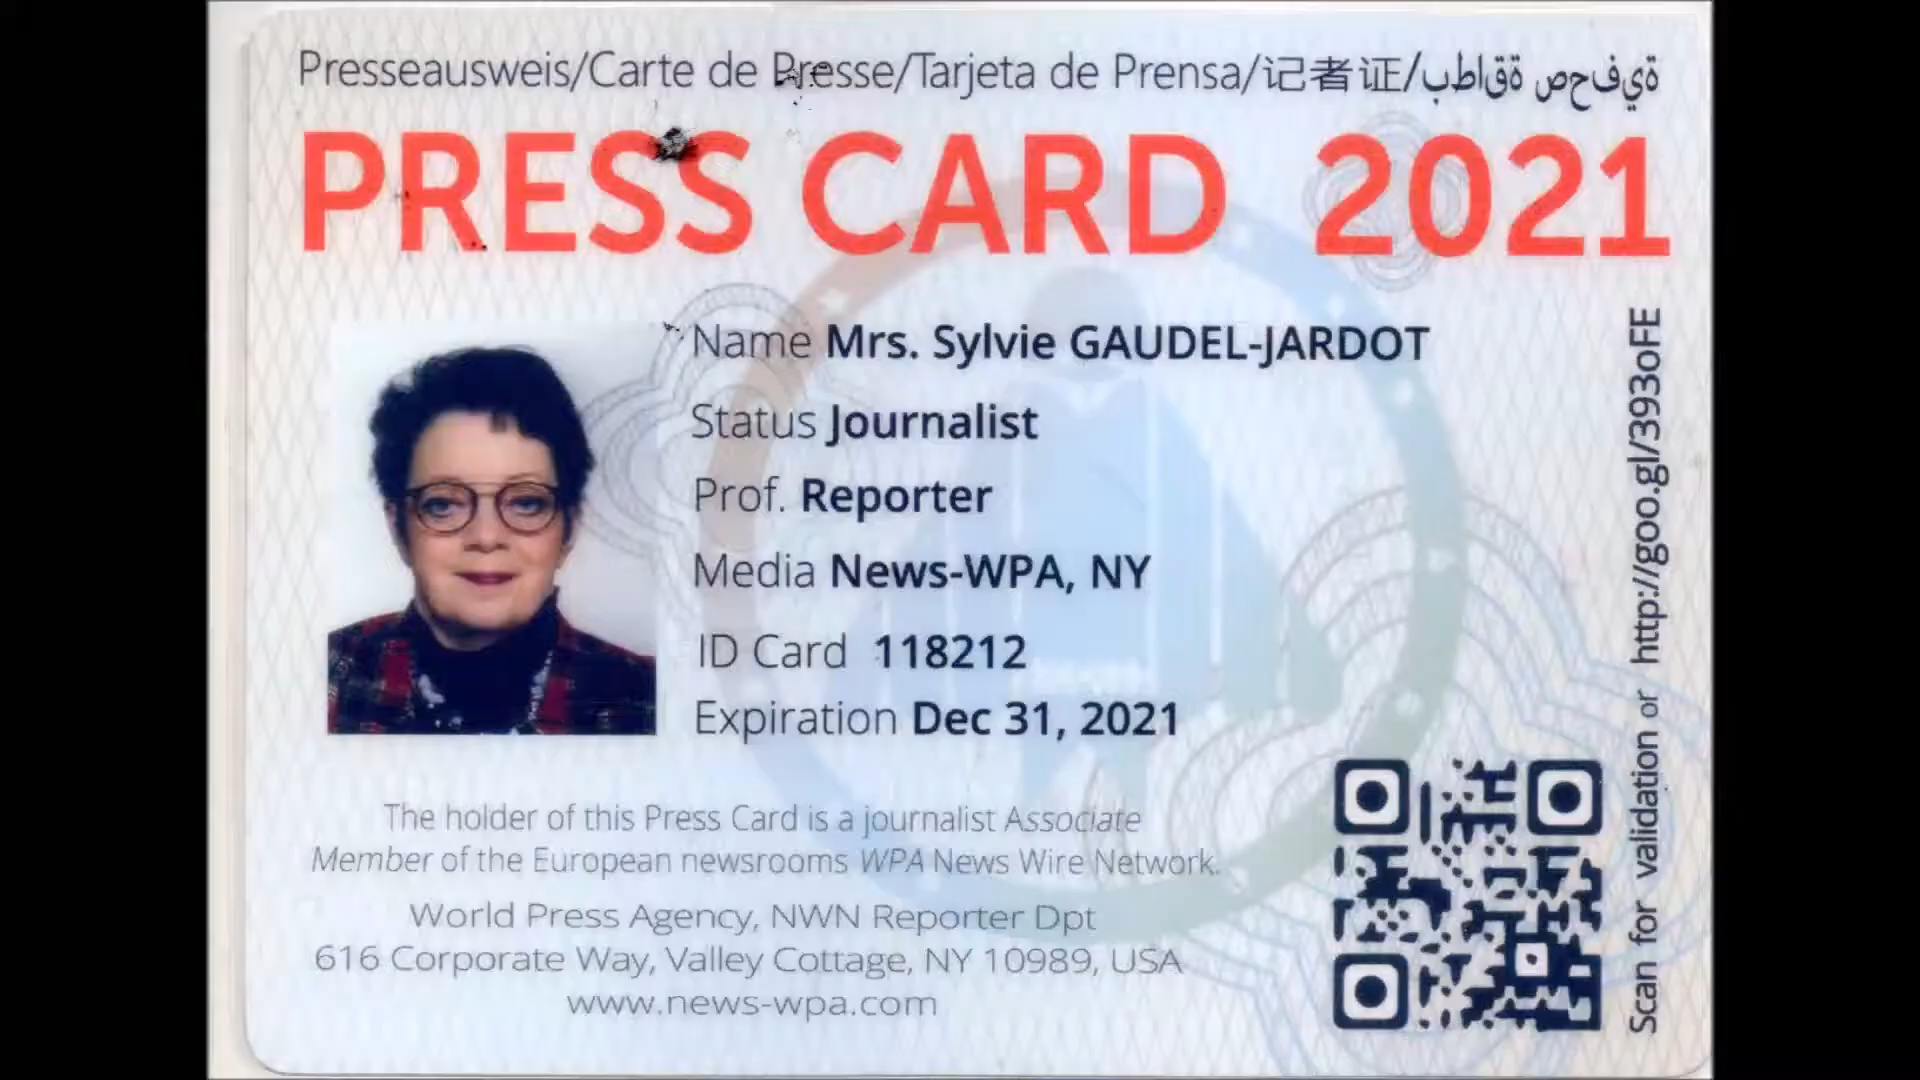 Presseausweis/Carte de Presse/Tarjeta de Prensa/记者证/ةيفحص ةقاطب
PRESS CARD 2021
Name Mrs. Sylvie GAUDEL-JARDOT
Status Journalist
Prof. Reporter
Media News-WPA, NY
ID Card 118212
Expiration Dec 31, 2021
The holder of this Press Card is a journalist Associate
Member of the European newsrooms WPA News Wire Network.
World Press Agency, NWN Reporter Dpt
616 Corporate Way, Valley Cottage, NY 10989, USA
www.news-wpa.com
Scan for validation or http://goo.gl/393oFE